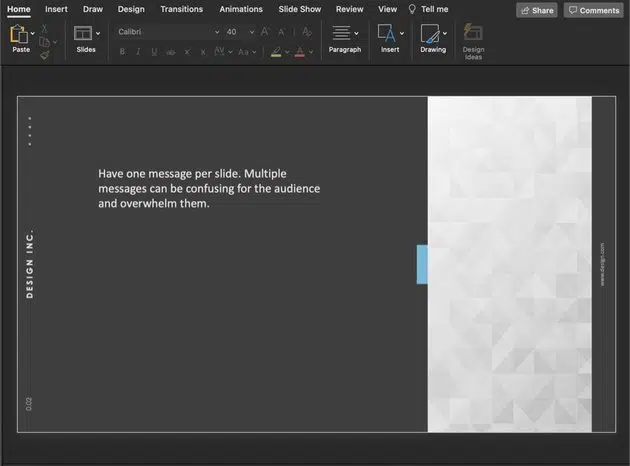 Home Insert Draw Design Transitions Animations Slide Show Review View Tell me Share Comments
Calibri 40
Paste Slides Paragraph Insert Drawing Design
Ideas
Have one message per slide. Multiple
messages can be confusing for the audience
and overwhelm them.
DESIGN INC.
www.design.com
0.02